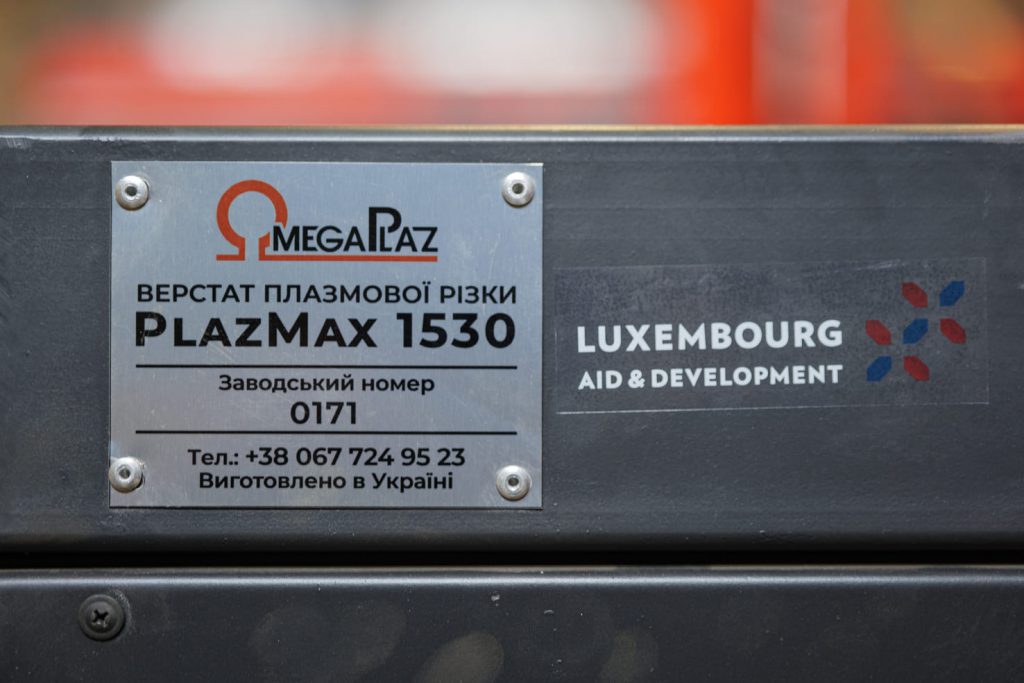 OMEGAPLAZ
ВЕРСТАТ ПЛАЗМОВОЇ РІЗКИ
PLAZMAX 1530
Заводський номер
0171
Тел.: +38 067 724 95 23
Виготовлено в Україні
LUXEMBOURG
AID & DEVELOPMENT